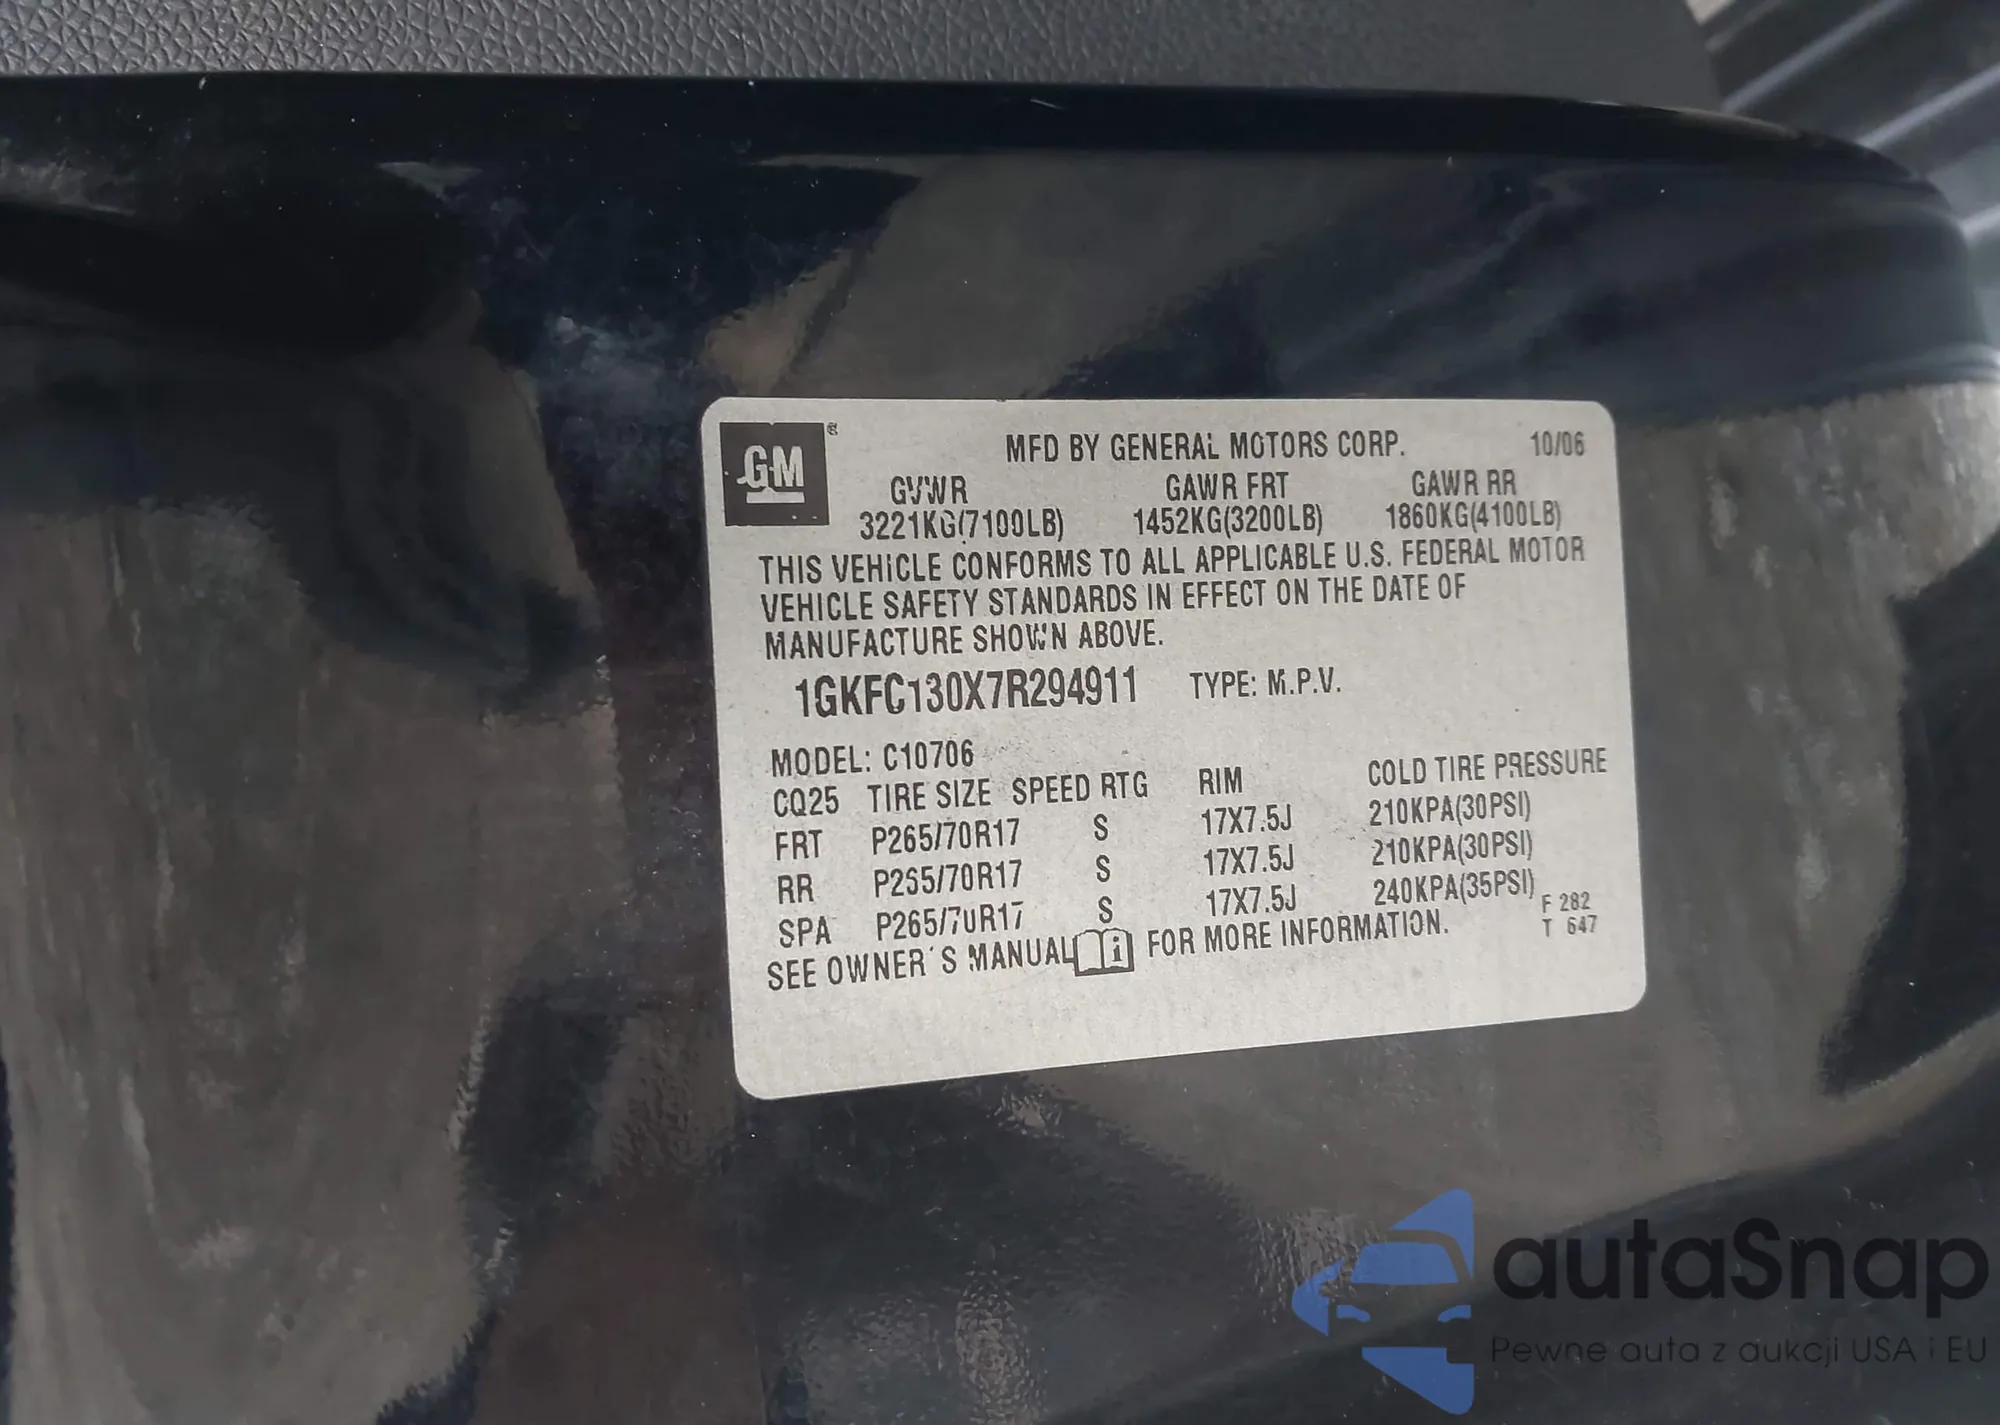 GM ®
MFD BY GENERAL MOTORS CORP. 10/06
GVWR GAWR FRT GAWR RR
3221KG(7100LB) 1452KG(3200LB) 1860KG(4100LB)
THIS VEHICLE CONFORMS TO ALL APPLICABLE U.S. FEDERAL MOTOR
VEHICLE SAFETY STANDARDS IN EFFECT ON THE DATE OF
MANUFACTURE SHOWN ABOVE.
1GKFC130X7R294911 TYPE: M.P.V.
MODEL: C10706
CQ25 TIRE SIZE SPEED RTG RIM COLD TIRE PRESSURE
FRT P265/70R17 S 17X7.5J 210KPA(30PSI)
RR P265/70R17 S 17X7.5J 210KPA(30PSI)
SPA P265/70R17 S 17X7.5J 240KPA(35PSI)
SEE OWNER'S MANUAL i FOR MORE INFORMATION.
F 282
T 647
autaSnap
Pewne auta z aukcji USA i EU